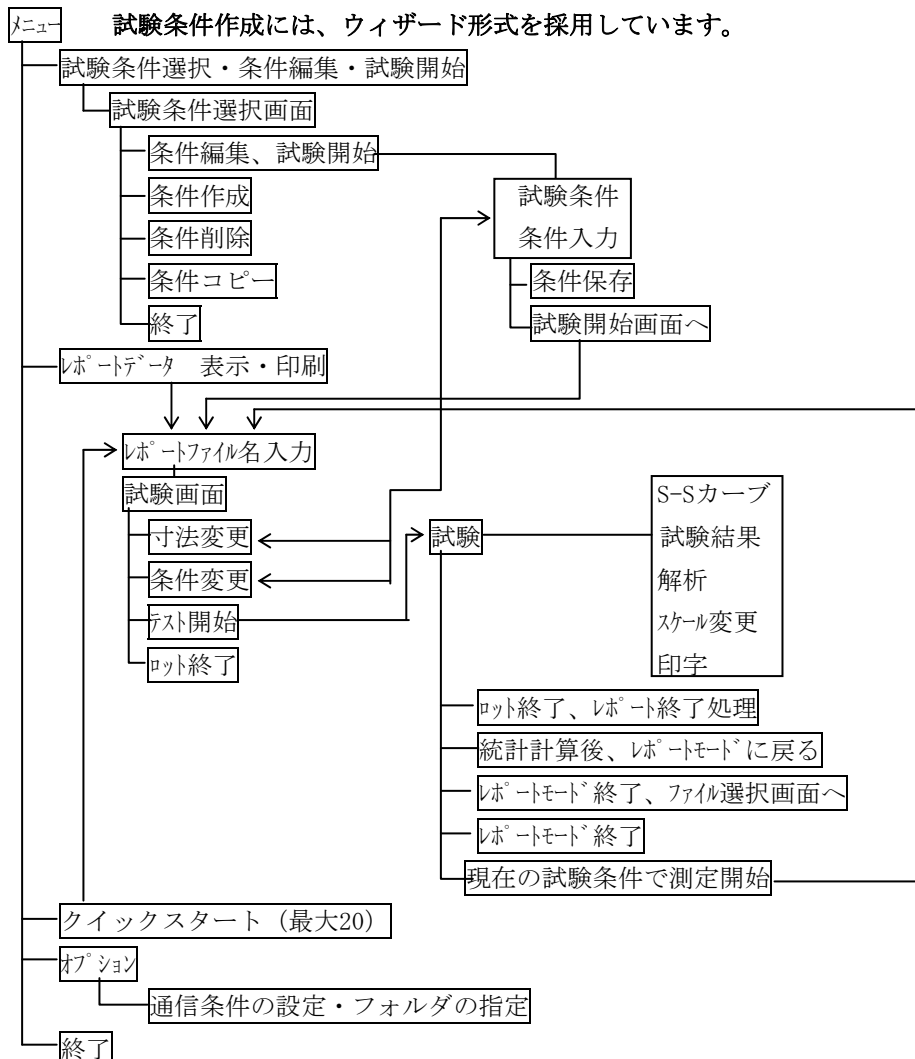 メニュー
試験条件作成には、ウィザード形式を採用しています。
試験条件選択・条件編集・試験開始
試験条件選択画面
条件編集、試験開始
条件作成
条件削除
条件コピー
終了
試験条件
条件入力
条件保存
試験開始画面へ
ﾚﾎﾟｰﾄﾃﾞｰﾀ　表示・印刷
ﾚﾎﾟｰﾄﾌｧｲﾙ名入力
試験画面
寸法変更
条件変更
ﾃｽﾄ開始
ﾛｯﾄ終了
試験
S-Sカーブ
試験結果
解析
ｽｹｰﾙ変更
印字
ﾛｯﾄ終了、ﾚﾎﾟｰﾄ終了処理
統計計算後、ﾚﾎﾟｰﾄﾓｰﾄﾞに戻る
ﾚﾎﾟｰﾄﾓｰﾄﾞ終了、ﾌｧｲﾙ選択画面へ
ﾚﾎﾟｰﾄﾓｰﾄﾞ終了
現在の試験条件で測定開始
クイックスタート（最大20）
ｵﾌﾟｼｮﾝ
通信条件の設定・フォルダの指定
終了